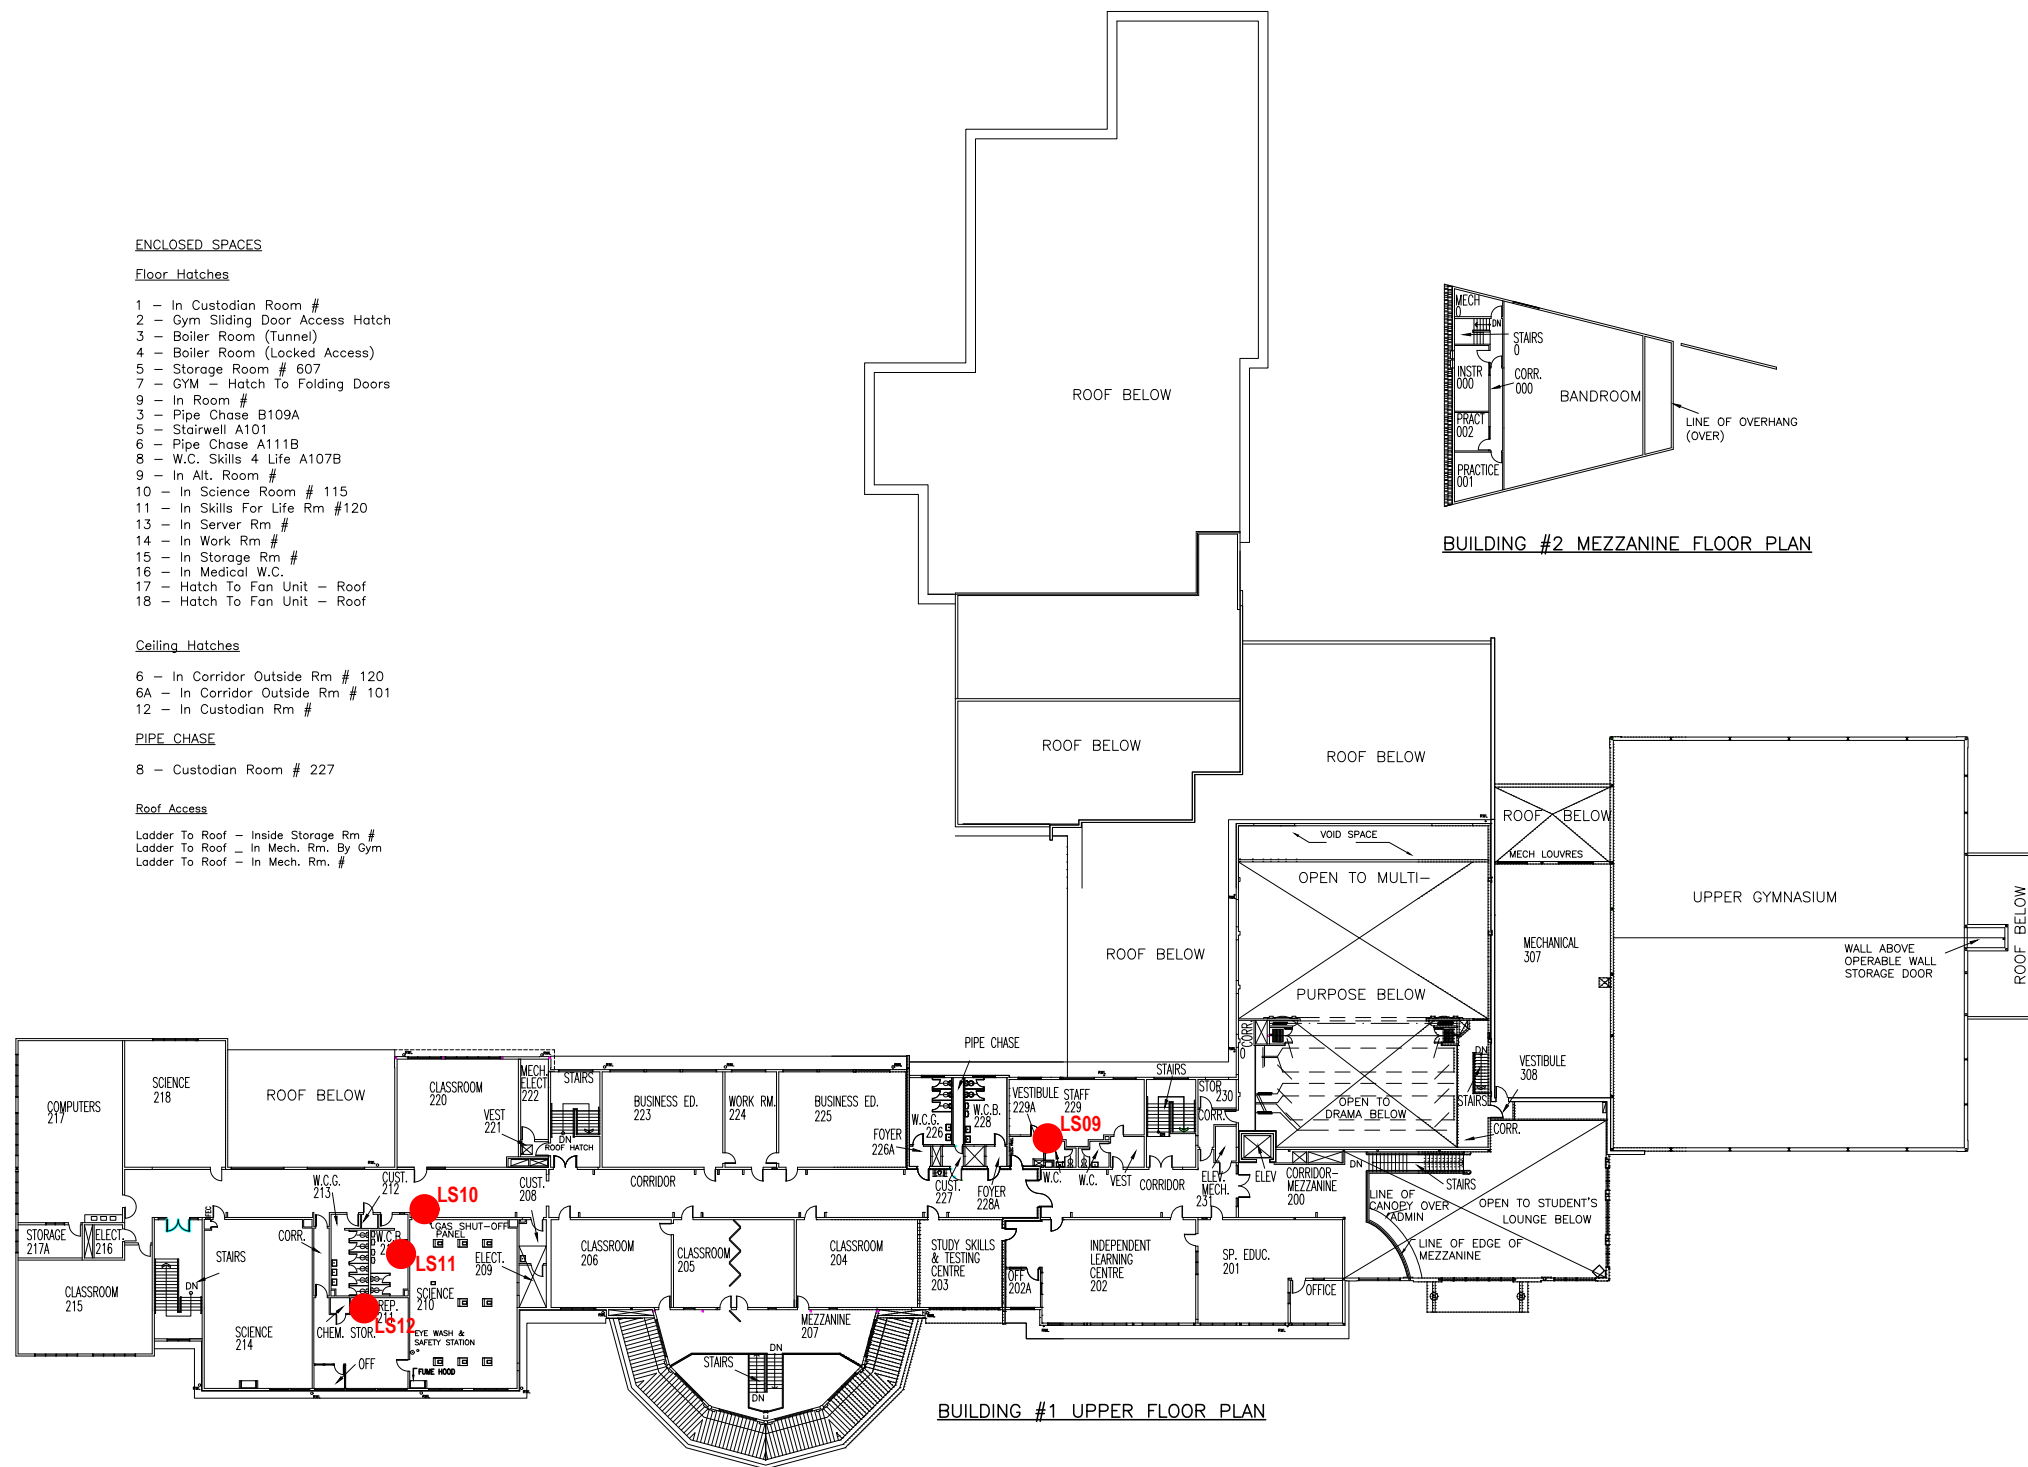 ENCLOSED SPACES
Floor Hatches
1 – In Custodian Room #
2 – Gym Sliding Door Access Hatch
3 – Boiler Room (Tunnel)
4 – Boiler Room (Locked Access)
5 – Storage Room # 607
7 – GYM – Hatch To Folding Doors
9 – In Room #
3 – Pipe Chase B109A
5 – Stairwell A101
6 – Pipe Chase A111B
8 – W.C. Skills 4 Life A107B
9 – In Alt. Room #
10 – In Science Room # 115
11 – In Skills For Life Rm #120
13 – In Server Rm #
14 – In Work Rm #
15 – In Storage Rm #
16 – In Medical W.C.
17 – Hatch To Fan Unit – Roof
18 – Hatch To Fan Unit – Roof
Ceiling Hatches
6 – In Corridor Outside Rm # 120
6A – In Corridor Outside Rm # 101
12 – In Custodian Rm #
PIPE CHASE
8 – Custodian Room # 227
Roof Access
Ladder To Roof – Inside Storage Rm #
Ladder To Roof _ In Mech. Rm. By Gym
Ladder To Roof – In Mech. Rm. #
ROOF BELOW
MECH
0
DN
STAIRS
0
INSTR
000
CORR.
000
PRACT
002
PRACTICE
001
BANDROOM
LINE OF OVERHANG
(OVER)
BUILDING #2 MEZZANINE FLOOR PLAN
ROOF BELOW
ROOF BELOW
ROOF BELOW
ROOF BELOW
MECH LOUVRES
VOID SPACE
OPEN TO MULTI–
PURPOSE BELOW
UPPER GYMNASIUM
MECHANICAL
307
WALL ABOVE
OPERABLE WALL
STORAGE DOOR
ROOF BELOW
ROOF BELOW
CORR
0
OPEN TO
DRAMA BELOW
DN
STAIRS
VESTIBULE
308
CORR.
COMPUTERS
217
SCIENCE
218
ROOF BELOW
CLASSROOM
220
VEST
221
MECH.
ELECT
222
STAIRS
DN
ROOF HATCH
BUSINESS ED.
223
WORK RM.
224
BUSINESS ED.
225
PIPE CHASE
W.C.G.
226
FOYER
226A
W.C.B.
228
VESTIBULE
229A
STAFF
229
LS09
STAIRS
STOR
230
CORR.
W.C.
W.C.
VEST
CORRIDOR
ELEV.
MECH.
231
ELEV
CORRIDOR–
MEZZANINE
200
DN
STAIRS
CUST.
227
FOYER
228A
CORRIDOR
CUST.
208
W.C.G.
213
CUST.
212
LS10
GAS SHUT–OFF
PANEL
W.C.B.
LS11
ELECT.
209
SCIENCE
210
STORAGE
217A
ELECT.
216
CLASSROOM
215
STAIRS
DN
CORR.
SCIENCE
214
CHEM. STOR.
LS12
OFF
EYE WASH &
SAFETY STATION
FUME HOOD
CLASSROOM
206
CLASSROOM
205
CLASSROOM
204
STUDY SKILLS
& TESTING
CENTRE
203
OFF
202A
INDEPENDENT
LEARNING
CENTRE
202
SP. EDUC.
201
OFFICE
LINE OF
CANOPY OVER
ADMIN
OPEN TO STUDENT'S
LOUNGE BELOW
LINE OF EDGE OF
MEZZANINE
MEZZANINE
207
STAIRS
DN
DN
BUILDING #1 UPPER FLOOR PLAN